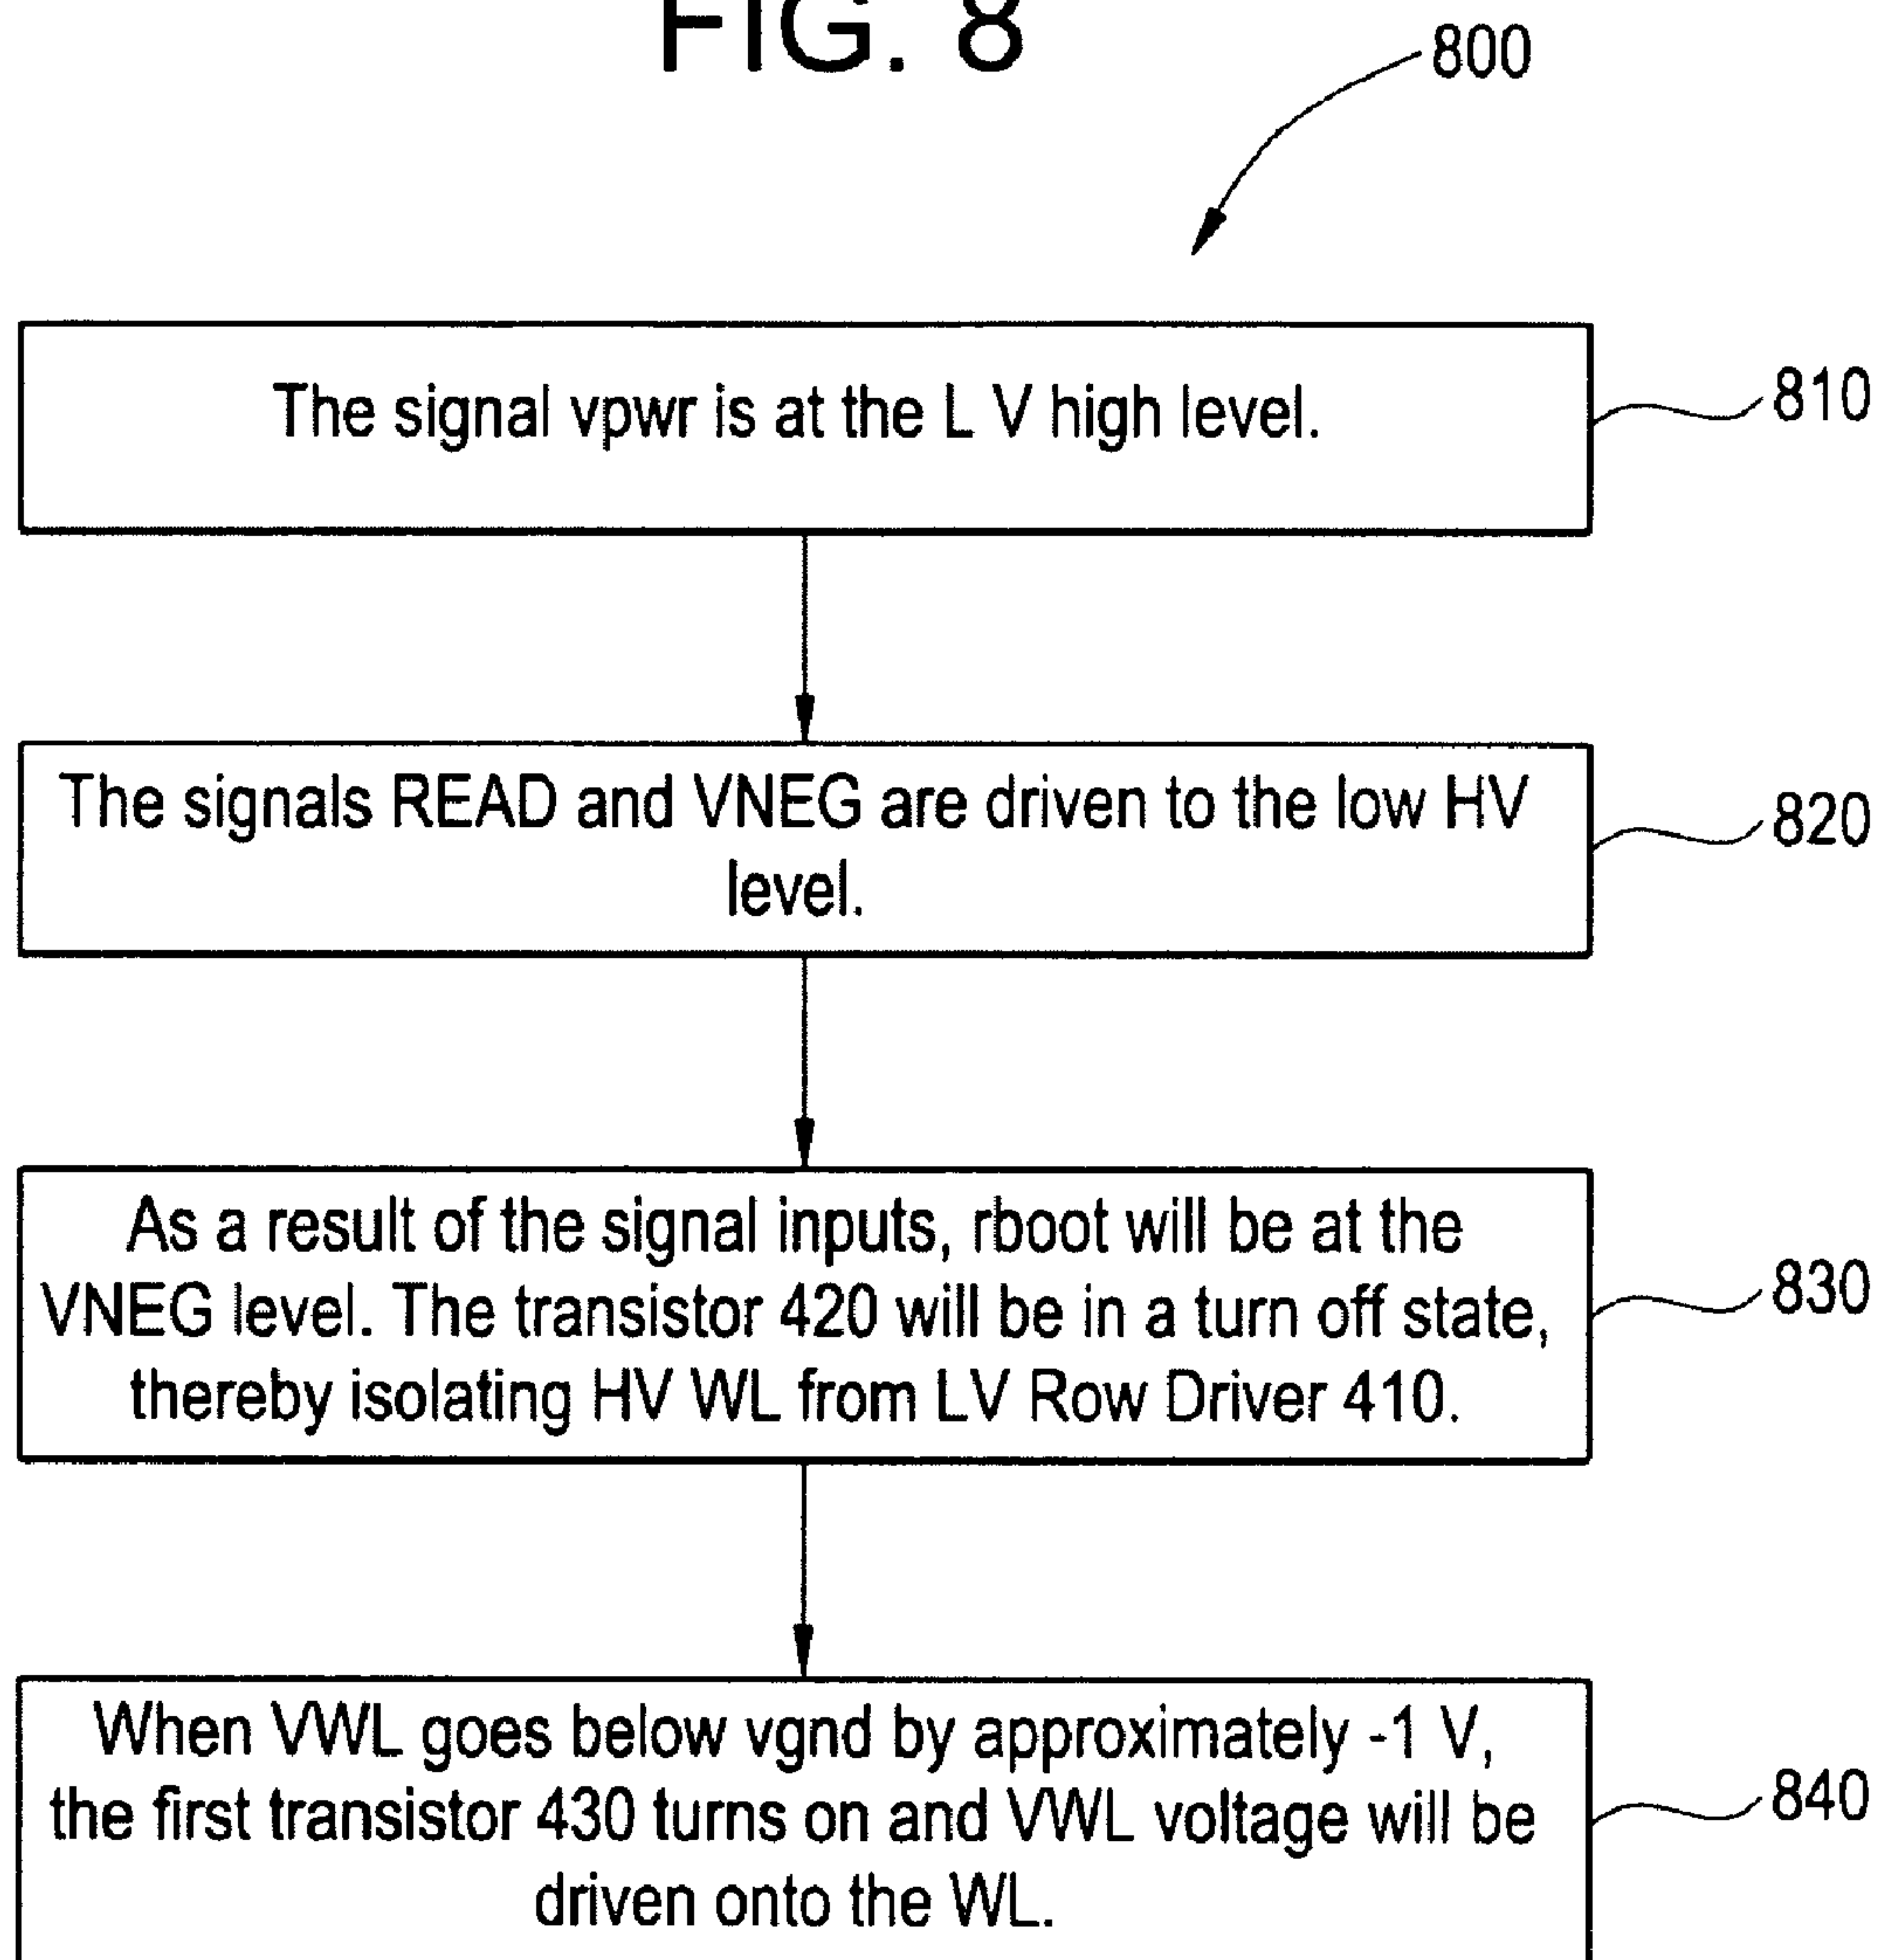 FIG. 8
800
The signal vpwr is at the L V high level.
810
The signals READ and VNEG are driven to the low HV
level.
820
As a result of the signal inputs, rboot will be at the
VNEG level. The transistor 420 will be in a turn off state,
thereby isolating HV WL from LV Row Driver 410.
830
When VWL goes below vgnd by approximately -1 V,
the first transistor 430 turns on and VWL voltage will be
driven onto the WL.
840